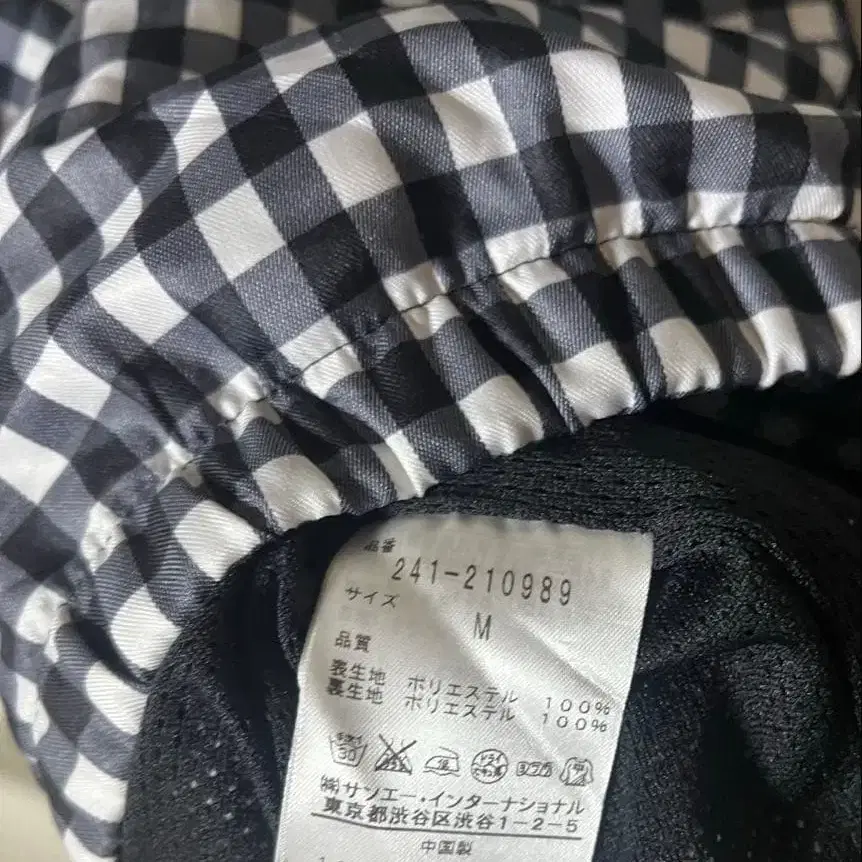 品番
241-210989
サイズ
M
品質
表生地 ポリエステル 100%
裏生地 ポリエステル 100%
㈱サンエー・インターナショナル
東京都渋谷区渋谷1-2-5
中国製